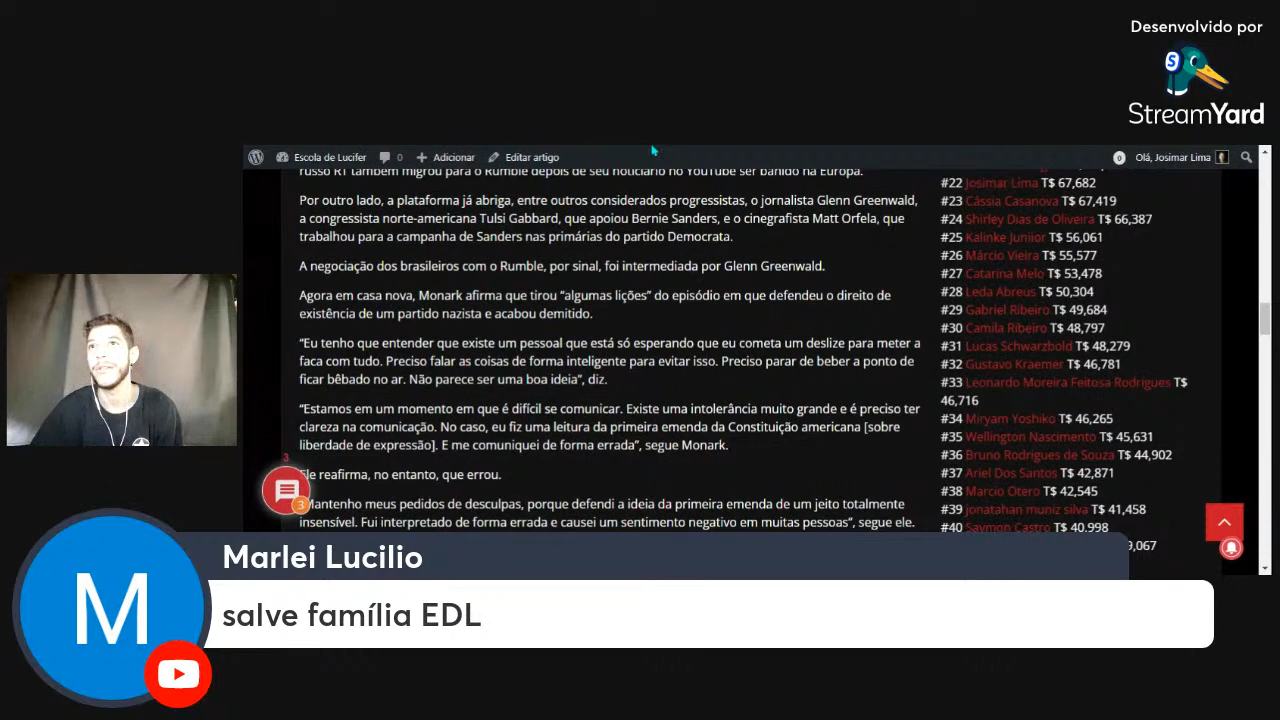 Desenvolvido por
StreamYard
Escola de Lucifer 0 Adicionar Editar artigo
0 Olá, Josimar Lima
russo RT também migrou para o Rumble depois de seu noticiário no YouTube ser banido na Europa.
Por outro lado, a plataforma já abriga, entre outros considerados progressistas, o jornalista Glenn Greenwald,
a congressista norte-americana Tulsi Gabbard, que apoiou Bernie Sanders, e o cinegrafista Matt Orfela, que
trabalhou para a campanha de Sanders nas primárias do partido Democrata.
A negociação dos brasileiros com o Rumble, por sinal, foi intermediada por Glenn Greenwald.
Agora em casa nova, Monark afirma que tirou “algumas lições” do episódio em que defendeu o direito de
existência de um partido nazista e acabou demitido.
“Eu tenho que entender que existe um pessoal que está só esperando que eu cometa um deslize para meter a
faca com tudo. Preciso falar as coisas de forma inteligente para evitar isso. Preciso parar de beber a ponto de
ficar bêbado no ar. Não parece ser uma boa ideia”, diz.
“Estamos em um momento em que é difícil se comunicar. Existe uma intolerância muito grande e é preciso ter
clareza na comunicação. No caso, eu fiz uma leitura da primeira emenda da Constituição americana [sobre
liberdade de expressão]. E me comuniquei de forma errada”, segue Monark.
Ele reafirma, no entanto, que errou.
Mantenho meus pedidos de desculpas, porque defendi a ideia da primeira emenda de um jeito totalmente
insensível. Fui interpretado de forma errada e causei um sentimento negativo em muitas pessoas”, segue ele.
#22 Josimar Lima T$ 67,682
#23 Cássia Casanova T$ 67,419
#24 Shirley Dias de Oliveira T$ 66,387
#25 Kalinke Juniior T$ 56,061
#26 Márcio Vieira T$ 55,577
#27 Catarina Melo T$ 53,478
#28 Leda Abreus T$ 50,304
#29 Gabriel Ribeiro T$ 49,684
#30 Camila Ribeiro T$ 48,797
#31 Lucas Schwarzbold T$ 48,279
#32 Gustavo Kraemer T$ 46,781
#33 Leonardo Moreira Feitosa Rodrigues T$
46,716
#34 Miryam Yoshiko T$ 46,265
#35 Wellington Nascimento T$ 45,631
#36 Bruno Rodrigues de Souza T$ 44,902
#37 Ariel Dos Santos T$ 42,871
#38 Marcio Otero T$ 42,545
#39 jonatahan muniz silva T$ 41,458
#40 Saymon Castro T$ 40,998
9,067
3
3
M
Marlei Lucilio
salve família EDL